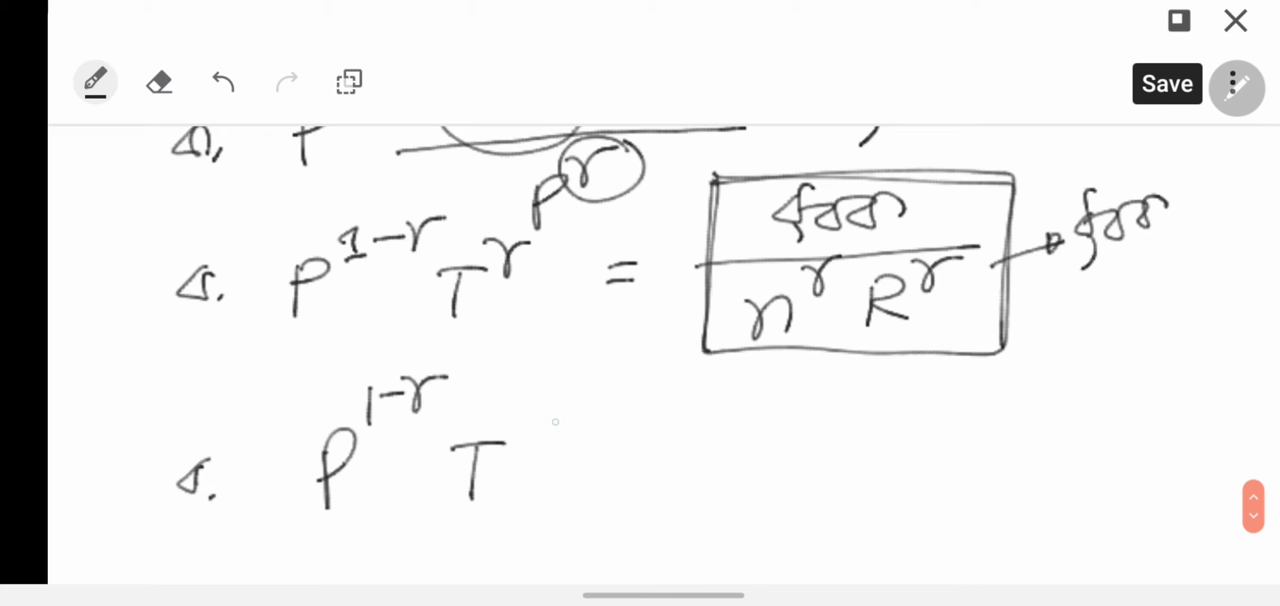 Save
বা, P
বা. P^{1-γ} T^γ = ধ্রুবক / n^γ R^γ → ধ্রুবক
P^γ
বা. P^{1-γ} T